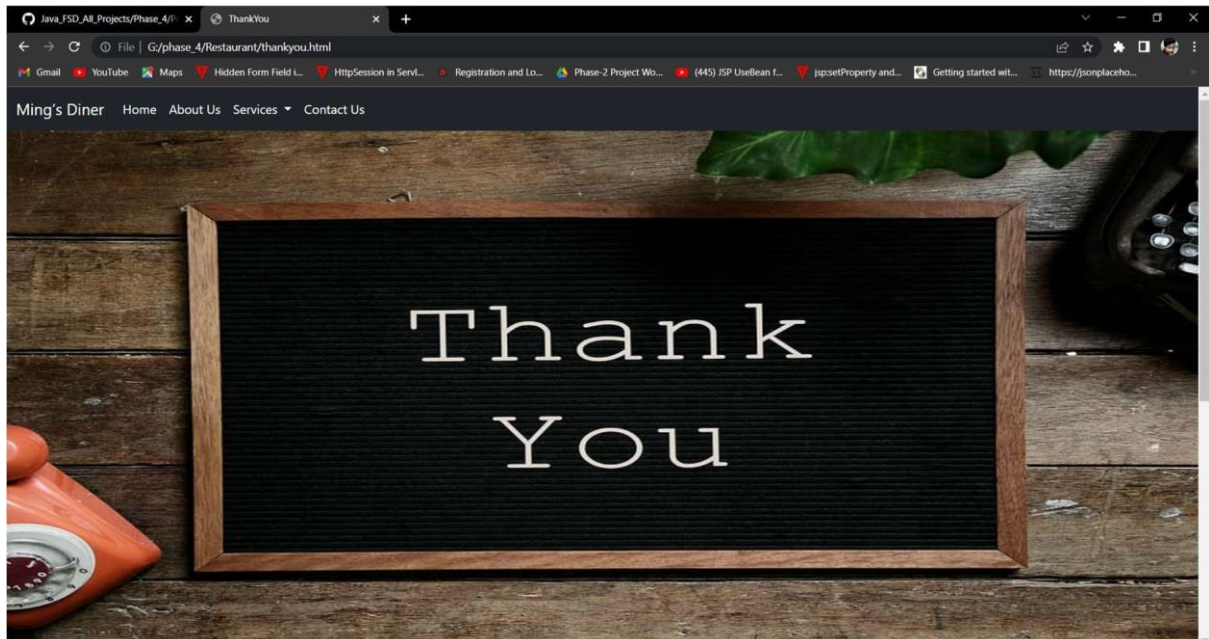 Java_FSD_All_Projects/Phase_4/P
ThankYou
File | G:/phase_4/Restaurant/thankyou.html
Gmail YouTube Maps Hidden Form Field i... HttpSession in Servl... Registration and Lo... Phase-2 Project Wo... (445) JSP UseBean f... jsp:setProperty and... Getting started wit... https://jsonplaceho...
Ming's Diner Home About Us Services Contact Us
Thank
You